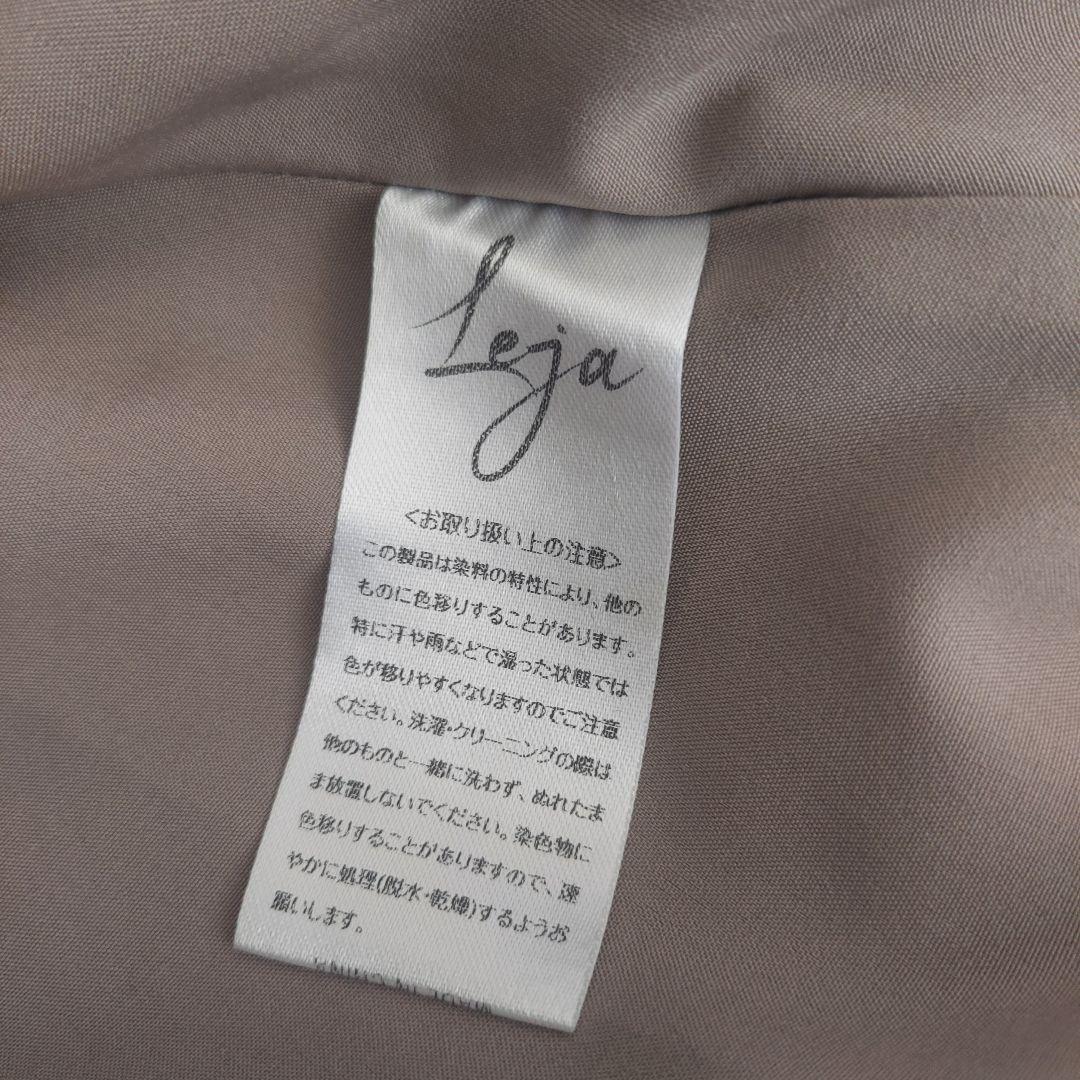 Leja
<お取り扱い上の注意>
この製品は染料の特性により、他の
ものに色移りすることがあります。
特に汗や雨などで湿った状態では
色が移りやすくなりますのでご注意
ください。洗濯・クリーニングの際は
他のものと一緒に洗わず、ぬれたま
ま放置しないでください。染色物に
色移りすることがありますので、速
やかに処理(脱水・乾燥)するようお
願いします。
MADE IN CHINA